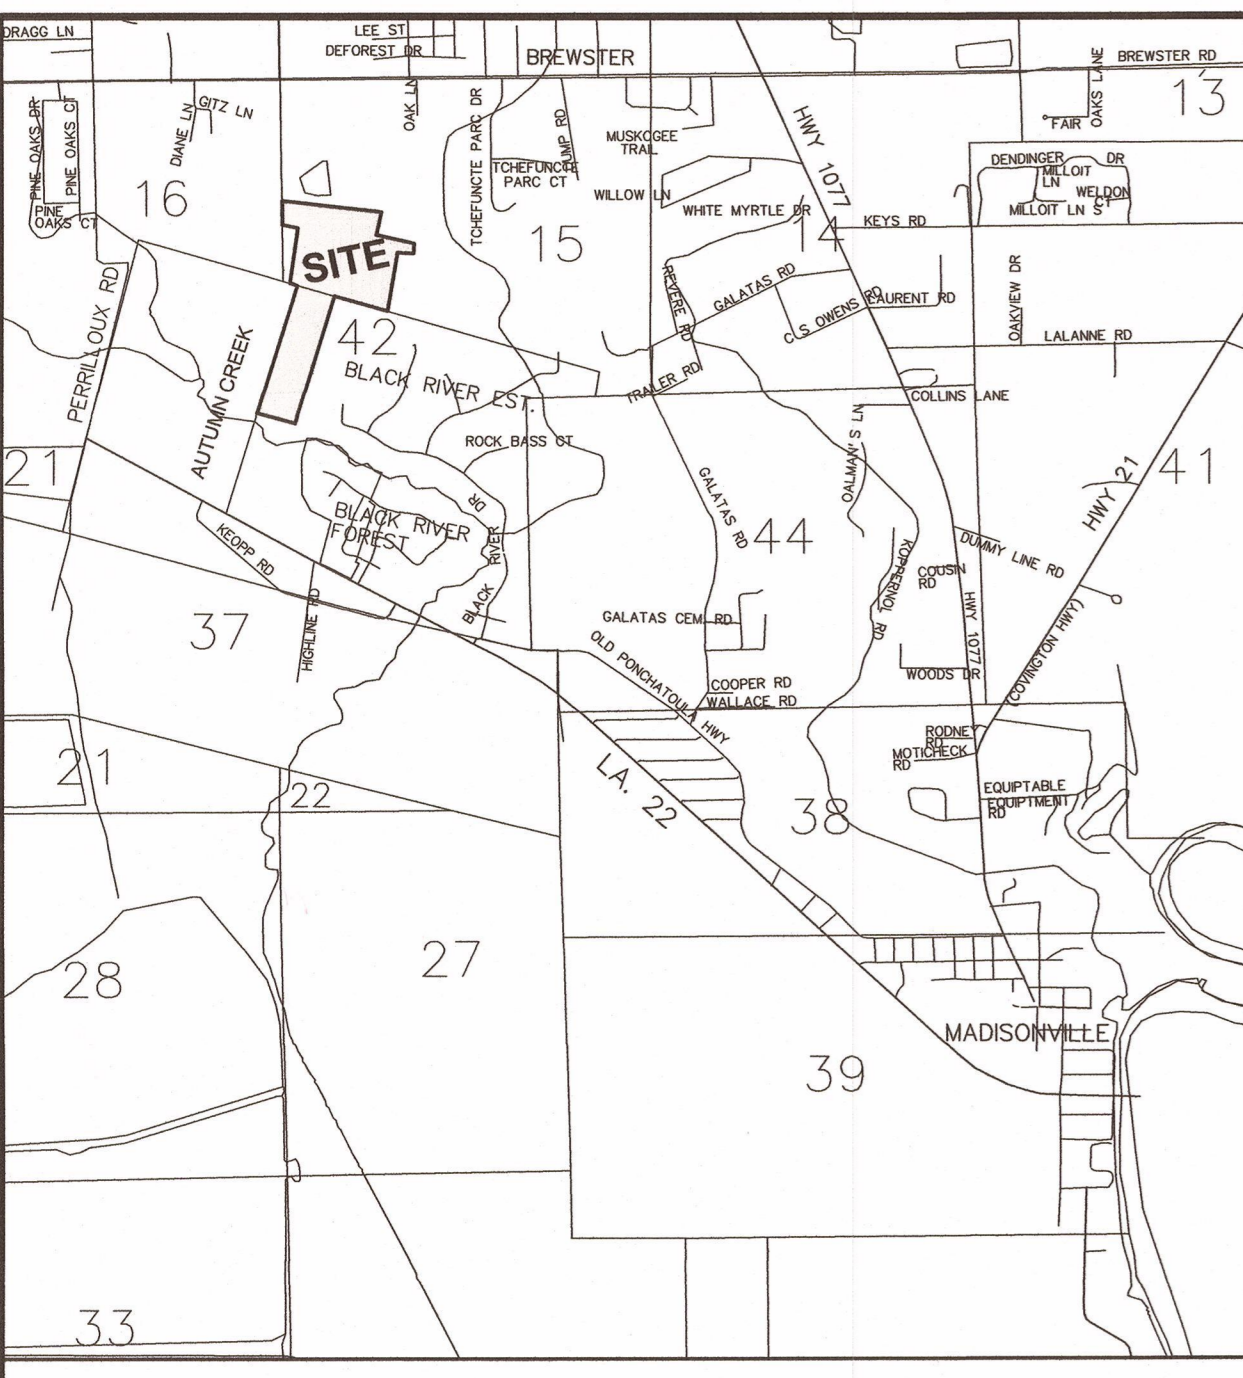 DRAGG LN
LEE ST
DEFOREST DR
BREWSTER
BREWSTER RD
HWY 1077
OAKS LANE
13
FAIR
PINE OAKS DR
PINE OAKS CT
PINE
OAKS CT
DIANE LN
GITZ LN
OAK LN
TCHEFUNCTE PARC DR
TCHEFUNCTE
PARC CT
MUSKOGEE
TRAIL
WILLOW LN
WHITE MYRTLE DR
DENDINGER DR
MILLOIT
LN
WELDON
CT
MILLOIT LN S
16
15
14
KEYS RD
SITE
PERRILLOUX RD
REVERE RD
GALATAS RD
C S OWENS RD
LAURENT RD
OAKVIEW DR
LALANNE RD
42
AUTUMN CREEK
BLACK RIVER EST.
TRAILER RD
COLLINS LANE
ROCK BASS CT
OALMAN'S LN
HWY 21
21
41
GALATAS RD
DR
BLACK RIVER
FOREST
44
KEOPP RD
RIVER
BLACK
KOPPERNOL RD
COUSIN
RD
DUMMY LINE RD
HWY 1077
(COVINGTON HWY)
37
HIGHLINE RD
GALATAS CEM. RD
OLD PONCHATOULA HWY
WOODS DR
COOPER RD
WALLACE RD
RODNEY
RD
MOTICHECK
RD
21
22
LA. 22
38
EQUIPTABLE
EQUIPTMENT
RD
28
27
MADISONVILLE
39
33